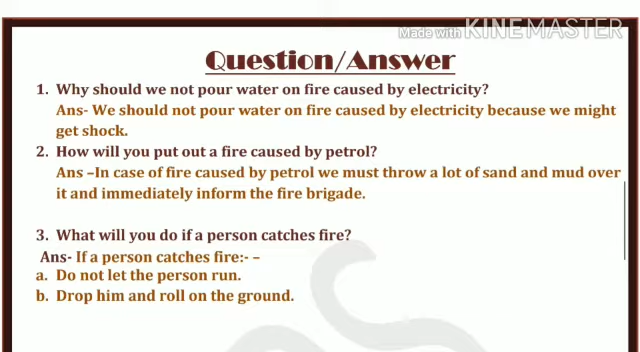 Made with KINEMASTER
Question/Answer
1. Why should we not pour water on fire caused by electricity?
Ans- We should not pour water on fire caused by electricity because we might
get shock.
2. How will you put out a fire caused by petrol?
Ans –In case of fire caused by petrol we must throw a lot of sand and mud over
it and immediately inform the fire brigade.
3. What will you do if a person catches fire?
Ans- If a person catches fire:- –
a. Do not let the person run.
b. Drop him and roll on the ground.